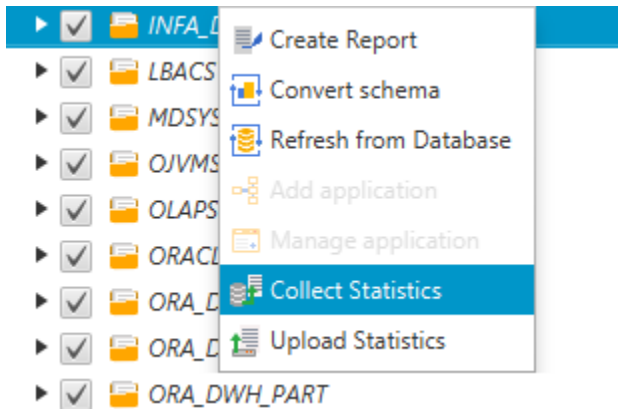 INFA_D
Create Report
LBACS
Convert schema
MDSYS
Refresh from Database
OJVMS
Add application
OLAPS
Manage application
ORACL
Collect Statistics
ORA_D
Upload Statistics
ORA_D
ORA_DWH_PART